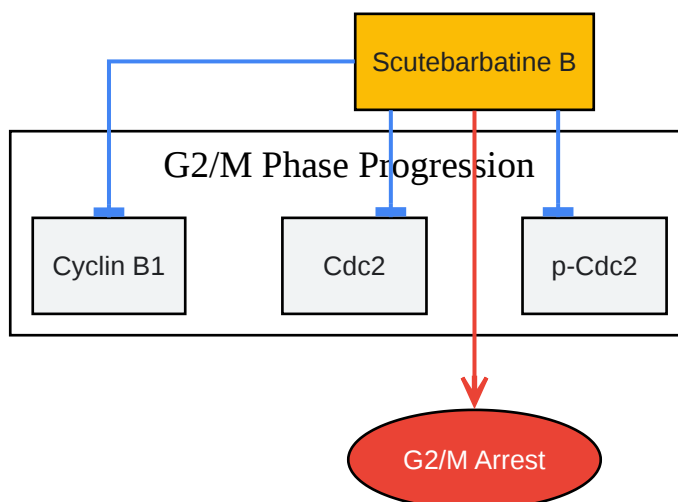 Scutebarbatine B
G2/M Phase Progression
Cyclin B1
Cdc2
p-Cdc2
G2/M Arrest